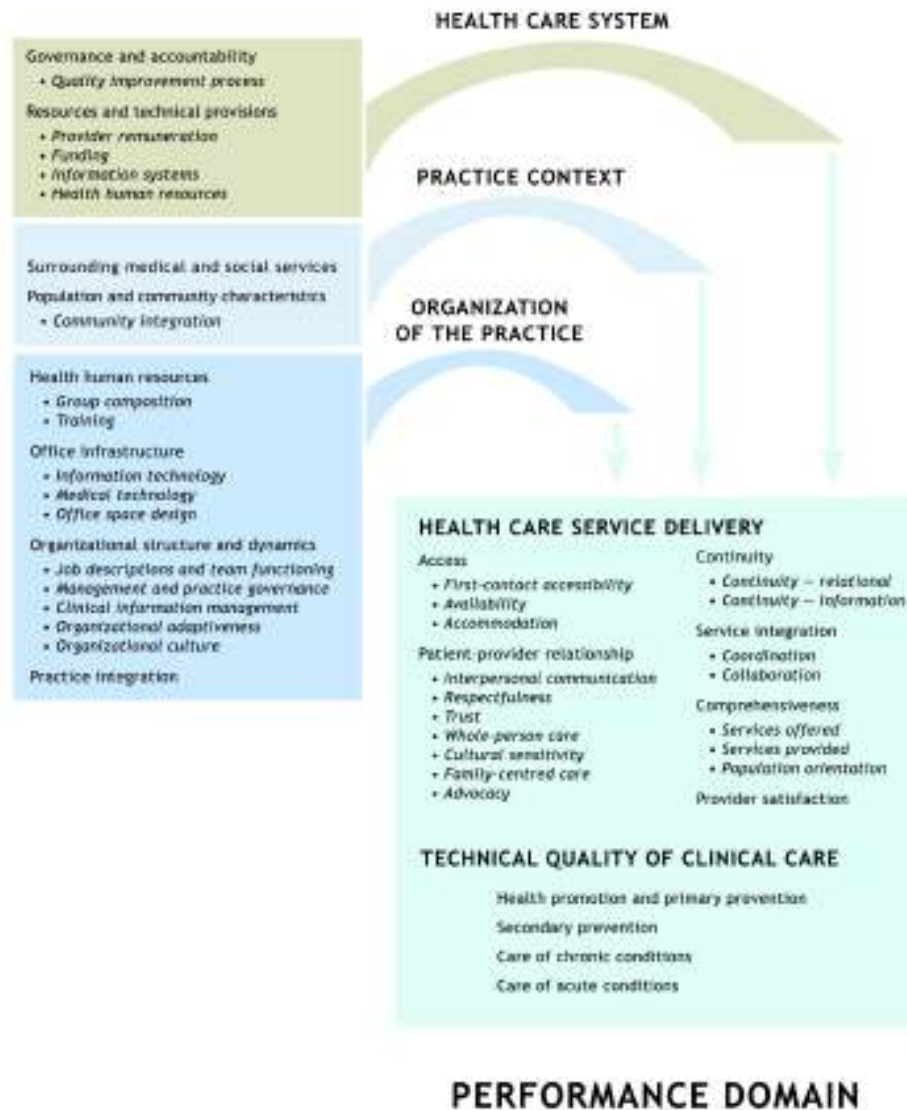 HEALTH CARE SYSTEM
Governance and accountability
• Quality improvement process
Resources and technical provisions
• Provider remuneration
• Funding
• Information systems
• Health human resources
PRACTICE CONTEXT
Surrounding medical and social services
Population and community characteristics
• Community integration
ORGANIZATION
OF THE PRACTICE
Health human resources
• Group composition
• Training
Office infrastructure
• Information technology
• Medical technology
• Office space design
Organizational structure and dynamics
• Job descriptions and team functioning
• Management and practice governance
• Clinical information management
• Organizational adaptiveness
• Organizational culture
Practice integration
HEALTH CARE SERVICE DELIVERY
Access
• First-contact accessibility
• Availability
• Accommodation
Patient-provider relationship
• Interpersonal communication
• Respectfulness
• Trust
• Whole-person care
• Cultural sensitivity
• Family-centred care
• Advocacy
Continuity
• Continuity — relational
• Continuity — information
Service integration
• Coordination
• Collaboration
Comprehensiveness
• Services offered
• Services provided
• Population orientation
Provider satisfaction
TECHNICAL QUALITY OF CLINICAL CARE
Health promotion and primary prevention
Secondary prevention
Care of chronic conditions
Care of acute conditions
PERFORMANCE DOMAIN